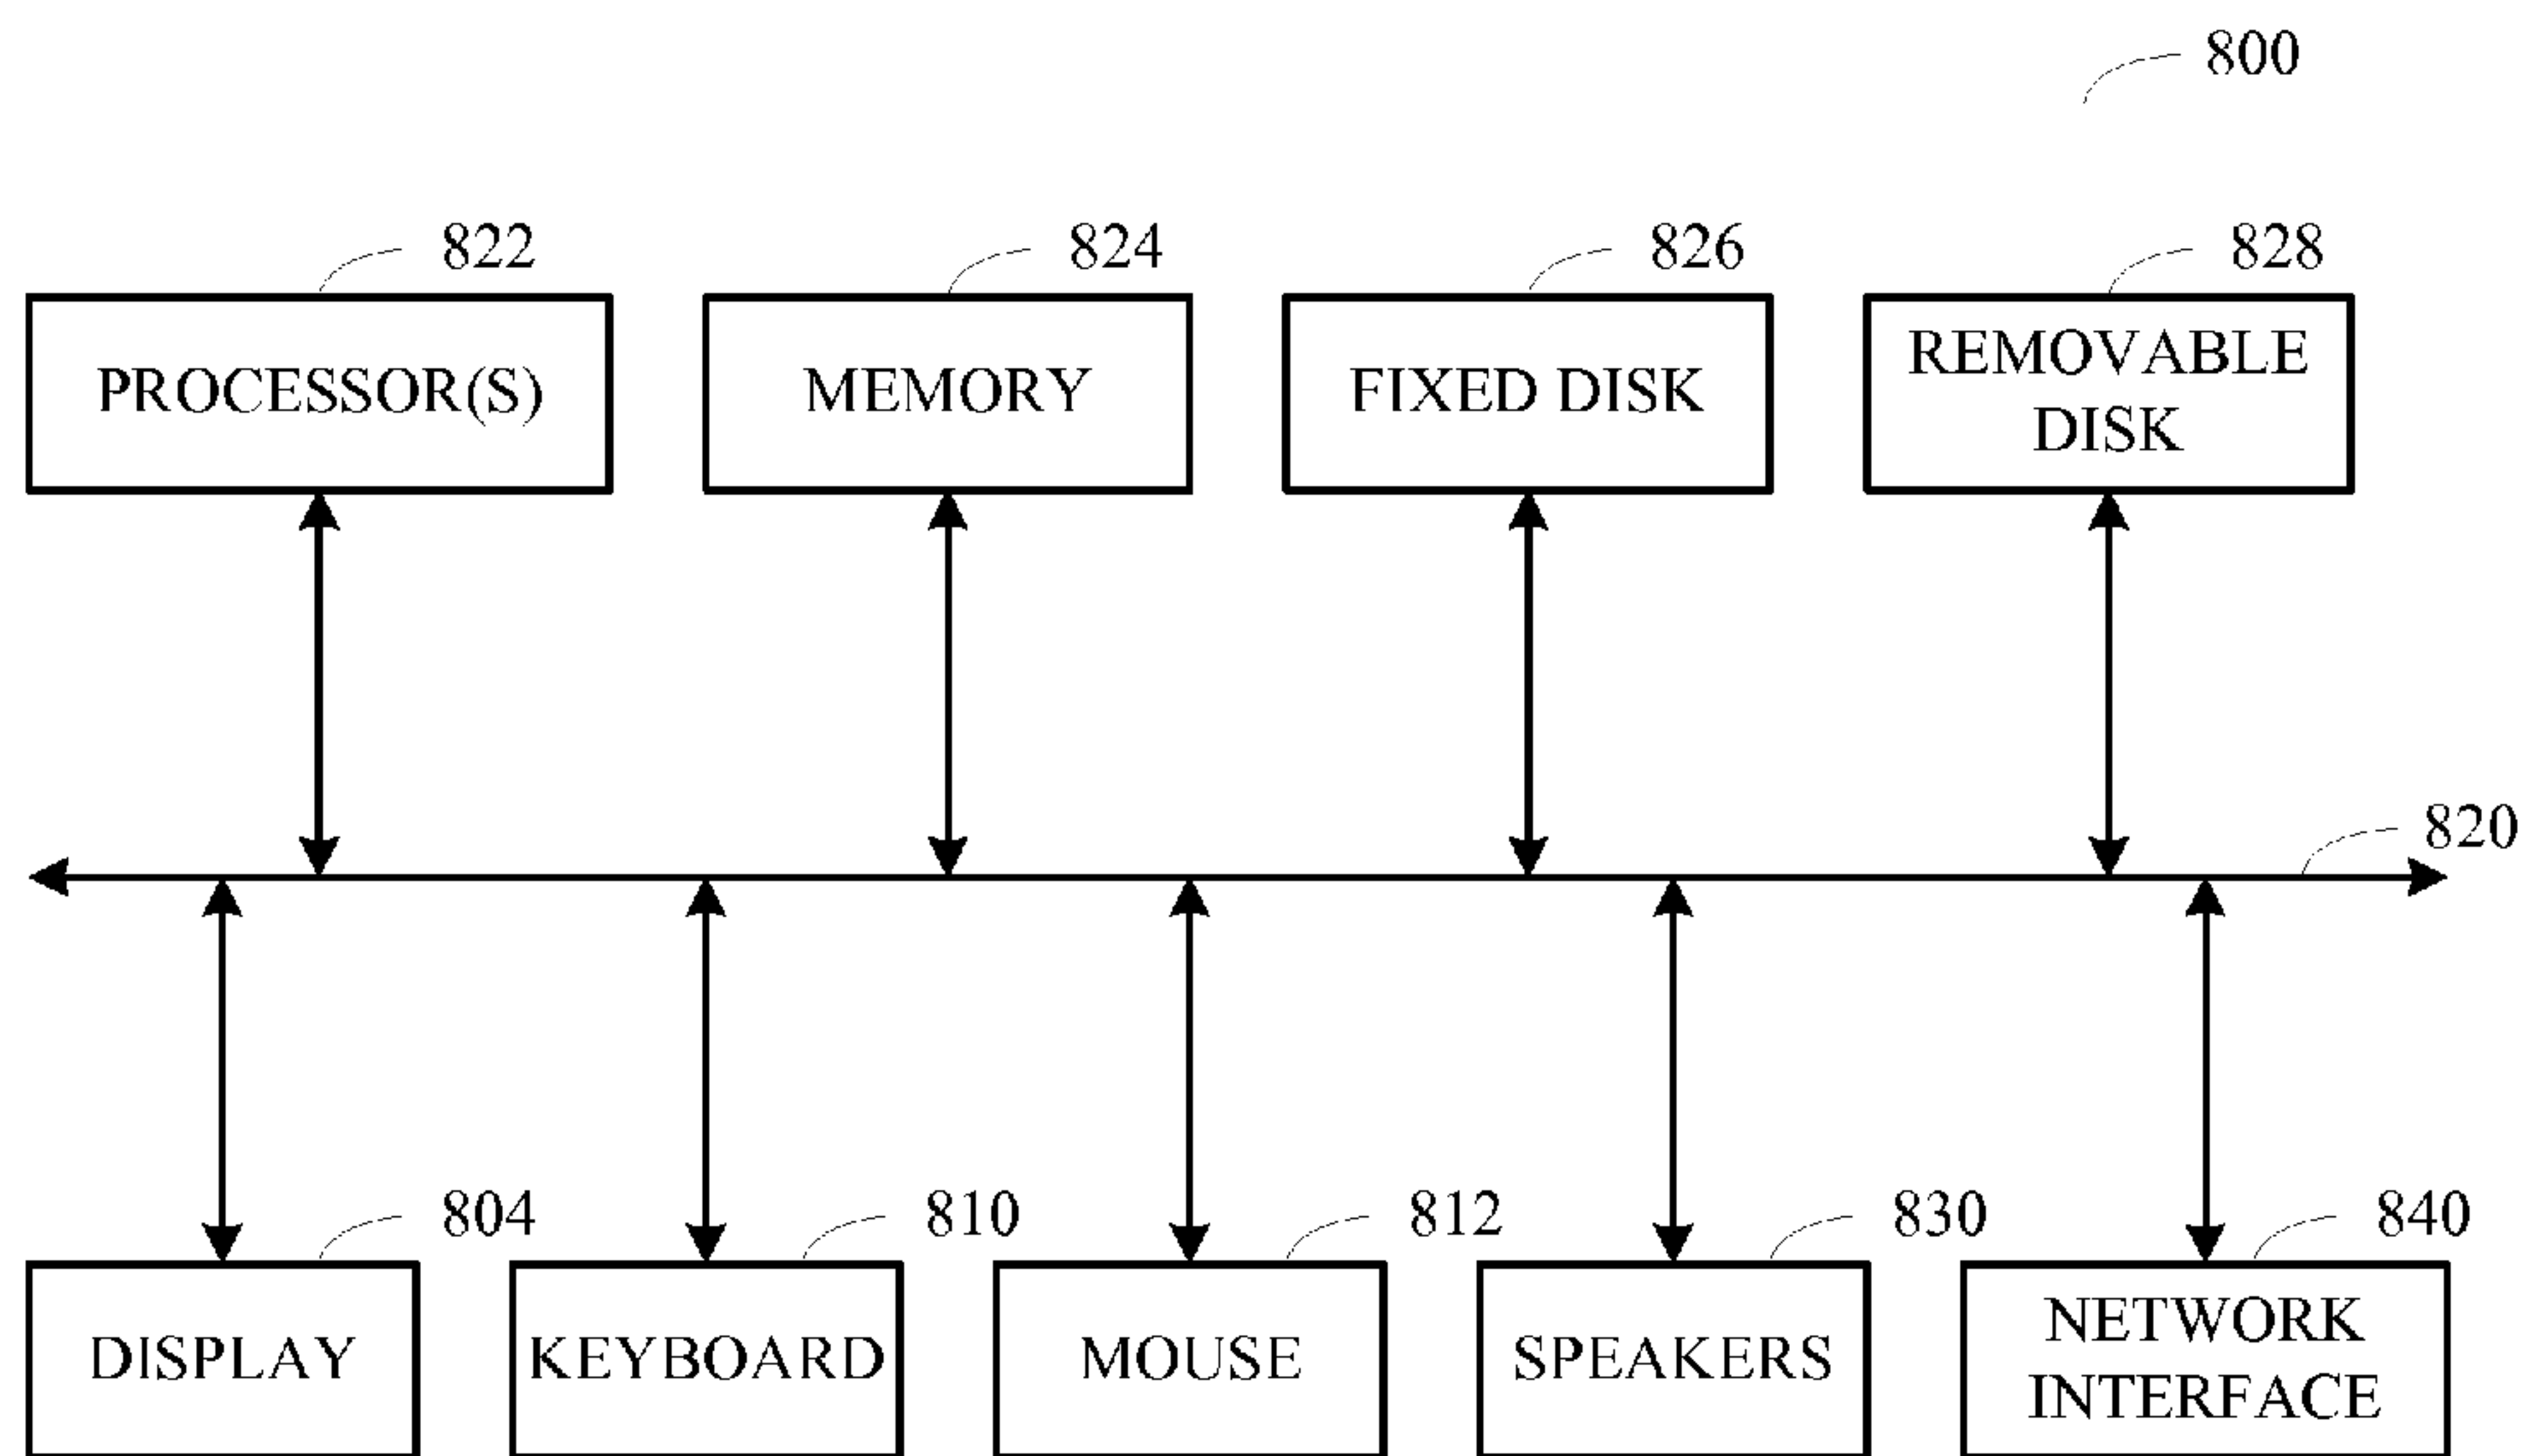 800
822
824
826
828
PROCESSOR(S)
MEMORY
FIXED DISK
REMOVABLE
DISK
820
804
810
812
830
840
DISPLAY
KEYBOARD
MOUSE
SPEAKERS
NETWORK
INTERFACE